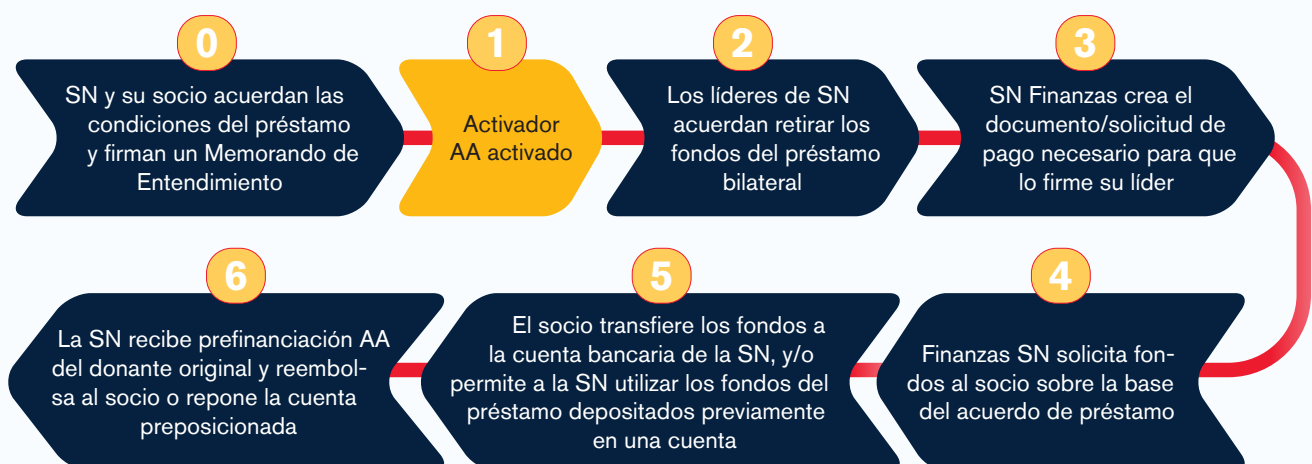 0
SN y su socio acuerdan las
condiciones del préstamo
y firman un Memorando de
Entendimiento
1
Activador
AA activado
2
Los líderes de SN
acuerdan retirar los
fondos del préstamo
bilateral
3
SN Finanzas crea el
documento/solicitud de
pago necesario para que
lo firme su líder
4
Finanzas SN solicita fon-
dos al socio sobre la base
del acuerdo de préstamo
5
El socio transfiere los fondos a
la cuenta bancaria de la SN, y/o
permite a la SN utilizar los fondos del
préstamo depositados previamente
en una cuenta
6
La SN recibe prefinanciación AA
del donante original y reembol-
sa al socio o repone la cuenta
preposicionada